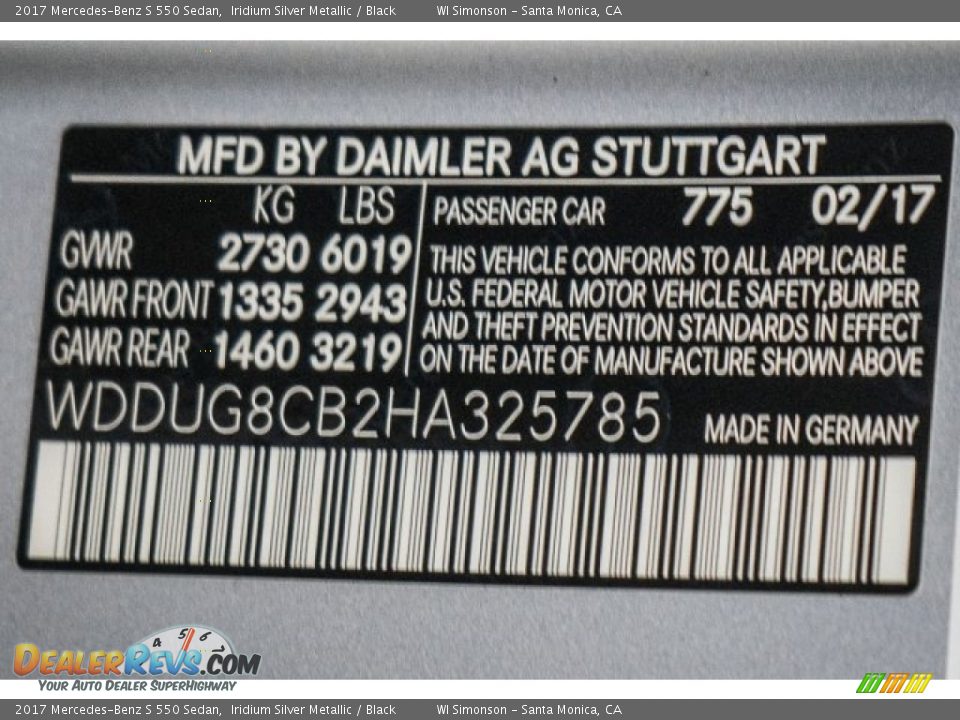 2017 Mercedes-Benz S 550 Sedan, Iridium Silver Metallic / Black WI Simonson - Santa Monica, CA
MFD BY DAIMLER AG STUTTGART
KG LBS
GVWR 2730 6019
GAWR FRONT 1335 2943
GAWR REAR 1460 3219
PASSENGER CAR 775 02/17
THIS VEHICLE CONFORMS TO ALL APPLICABLE
U.S. FEDERAL MOTOR VEHICLE SAFETY,BUMPER
AND THEFT PREVENTION STANDARDS IN EFFECT
ON THE DATE OF MANUFACTURE SHOWN ABOVE
WDDUG8CB2HA325785
MADE IN GERMANY
4 5 6 7
DEALERREVS.COM
YOUR AUTO DEALER SUPERHIGHWAY
2017 Mercedes-Benz S 550 Sedan, Iridium Silver Metallic / Black WI Simonson - Santa Monica, CA